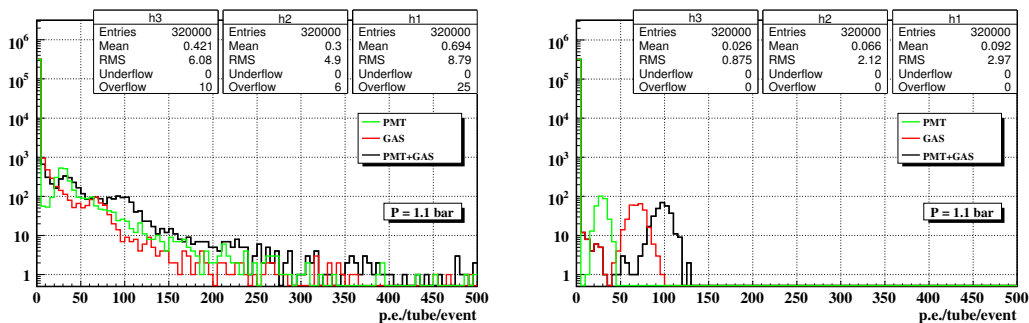 h3 h2 h1
Entries 320000 Entries 320000 Entries 320000
Mean 0.421 Mean 0.3 Mean 0.694
RMS 6.08 RMS 4.9 RMS 8.79
Underflow 0 Underflow 0 Underflow 0
Overflow 10 Overflow 6 Overflow 25
10^6
10^5
10^4
10^3
10^2
10
1
PMT
GAS
PMT+GAS
P = 1.1 bar
0 50 100 150 200 250 300 350 400 450 500
p.e./tube/event
h3 h2 h1
Entries 320000 Entries 320000 Entries 320000
Mean 0.026 Mean 0.066 Mean 0.092
RMS 0.875 RMS 2.12 RMS 2.97
Underflow 0 Underflow 0 Underflow 0
Overflow 0 Overflow 0 Overflow 0
10^6
10^5
10^4
10^3
10^2
10
1
PMT
GAS
PMT+GAS
P = 1.1 bar
0 50 100 150 200 250 300 350 400 450 500
p.e./tube/event